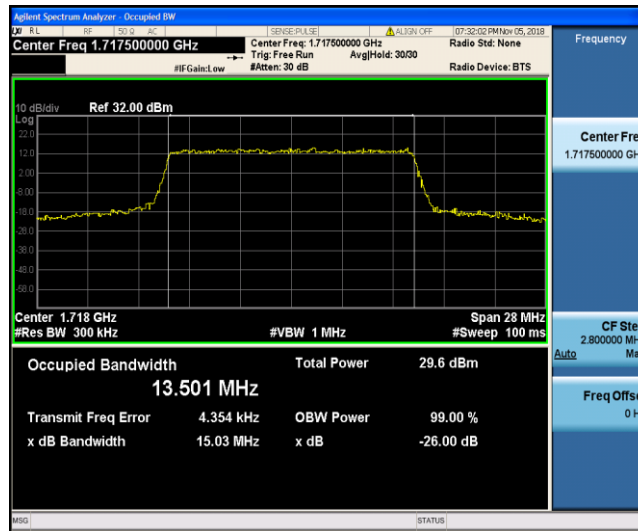 Agilent Spectrum Analyzer - Occupied BW
RL RF 50 Ω AC SENSE:PULSE ALIGN OFF 07:32:02 PM Nov 05, 2018
Center Freq 1.717500000 GHz
Center Freq: 1.717500000 GHz
Radio Std: None
Trig: Free Run Avg|Hold: 30/30
#IFGain:Low #Atten: 30 dB Radio Device: BTS
10 dB/div Ref 32.00 dBm
Log
22.0
12.0
2.00
-8.00
-18.0
-28.0
-38.0
-48.0
-58.0
Center 1.718 GHz Span 28 MHz
#Res BW 300 kHz #VBW 1 MHz #Sweep 100 ms
Occupied Bandwidth Total Power 29.6 dBm
13.501 MHz
Transmit Freq Error 4.354 kHz OBW Power 99.00 %
x dB Bandwidth 15.03 MHz x dB -26.00 dB
MSG STATUS
Frequency
Center Fre
1.717500000 GH
CF Ste
2.800000 MH
Auto Ma
Freq Offse
0 H